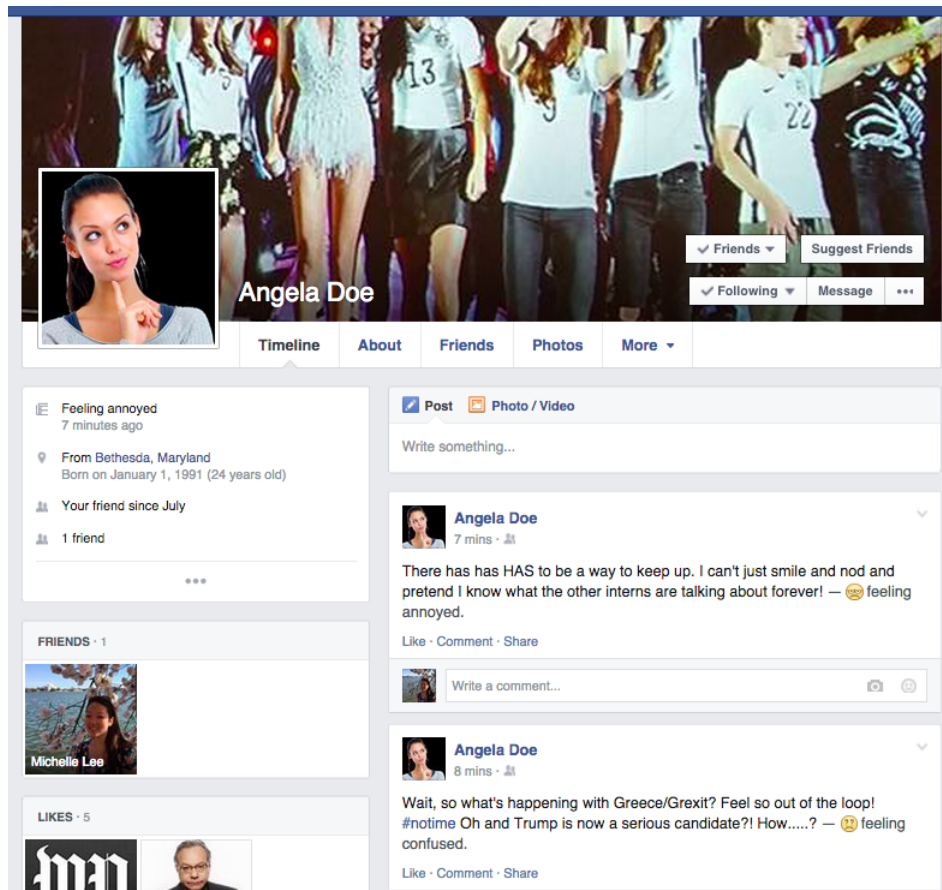 13
9
22
Friends
Suggest Friends
Following
Message
Angela Doe
Timeline
About
Friends
Photos
More
Feeling annoyed
7 minutes ago
From Bethesda, Maryland
Born on January 1, 1991 (24 years old)
Your friend since July
1 friend
FRIENDS · 1
Michelle Lee
LIKES · 5
Post
Photo / Video
Write something...
Angela Doe
7 mins ·
There has has HAS to be a way to keep up. I can't just smile and nod and
pretend I know what the other interns are talking about forever! — feeling
annoyed.
Like · Comment · Share
Write a comment...
Angela Doe
8 mins ·
Wait, so what's happening with Greece/Grexit? Feel so out of the loop!
#notime Oh and Trump is now a serious candidate?! How.....? — feeling
confused.
Like · Comment · Share